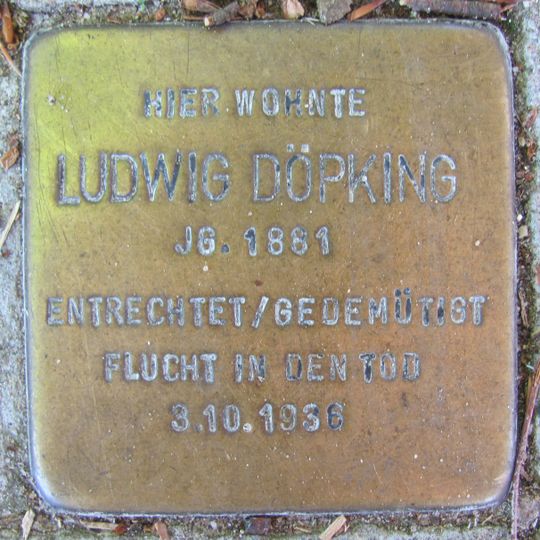 HIER WOHNTE
LUDWIG DÖPKING
JG. 1881
ENTRECHTET/GEDEMÜTIGT
FLUCHT IN DEN TOD
3.10.1936